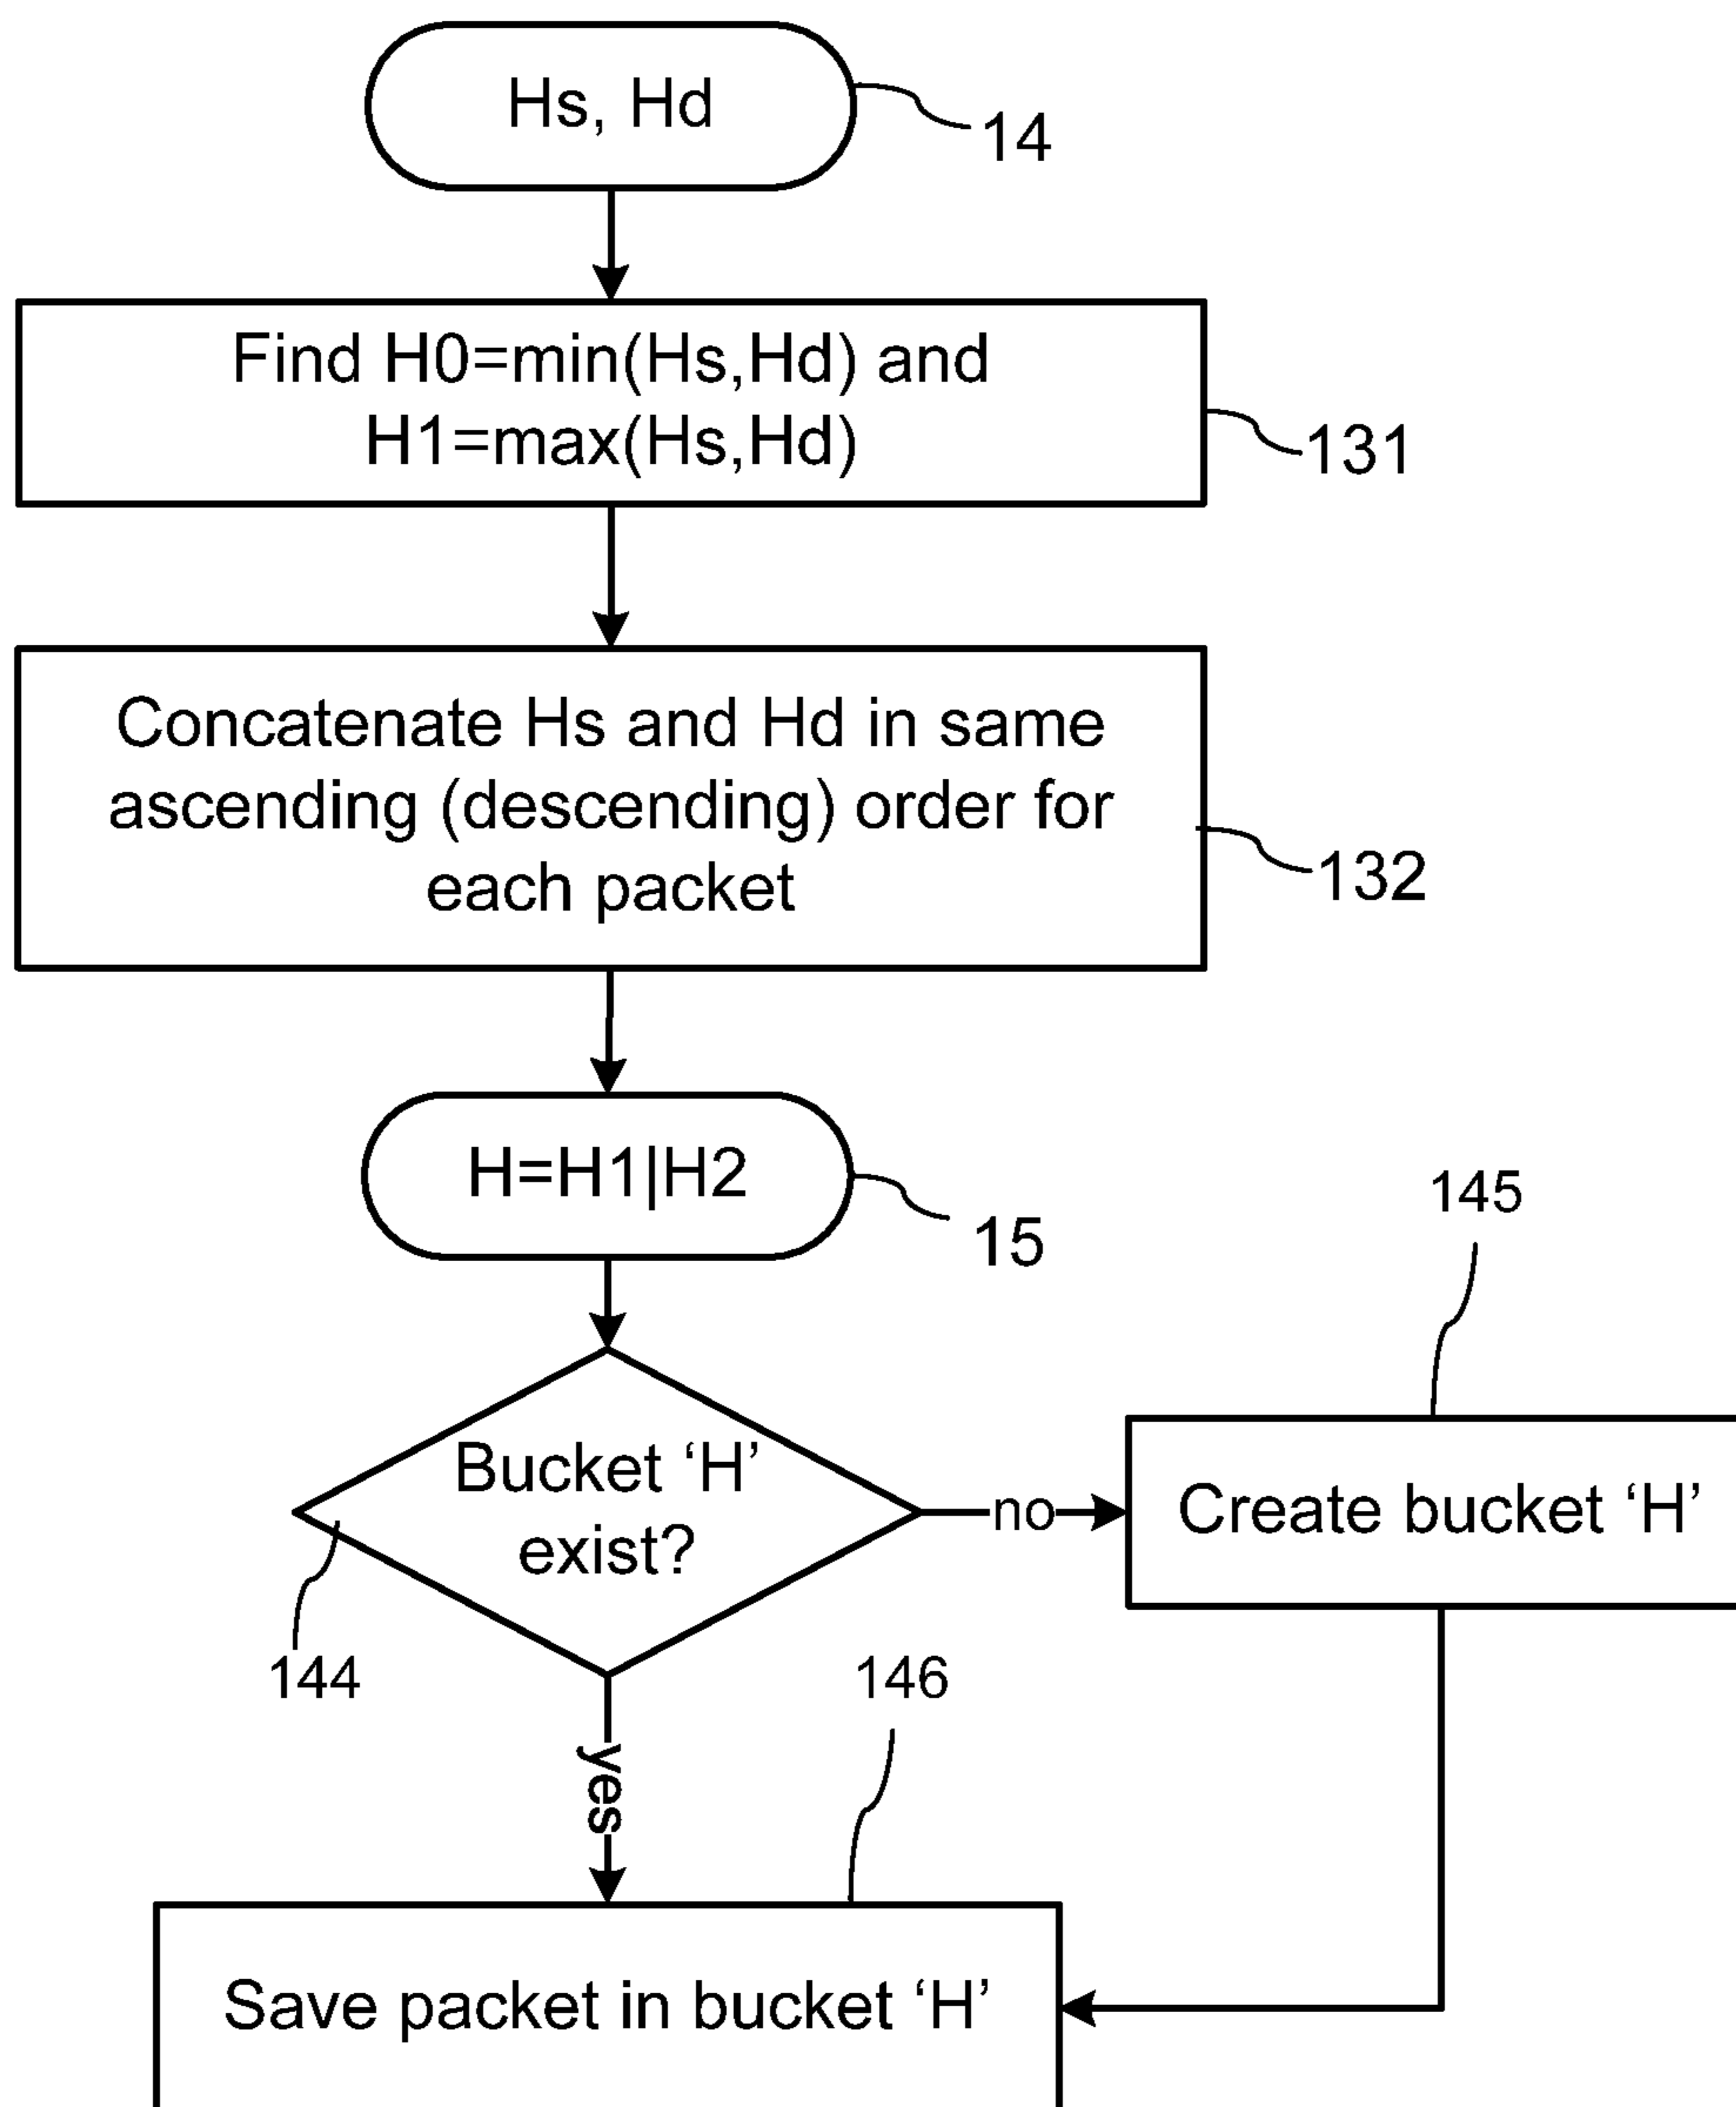 Hs, Hd
14
Find H0=min(Hs,Hd) and
H1=max(Hs,Hd)
131
Concatenate Hs and Hd in same
ascending (descending) order for
each packet
132
H=H1|H2
15
145
Bucket ‘H’
exist?
no
Create bucket ‘H’
144
146
yes
Save packet in bucket ‘H’